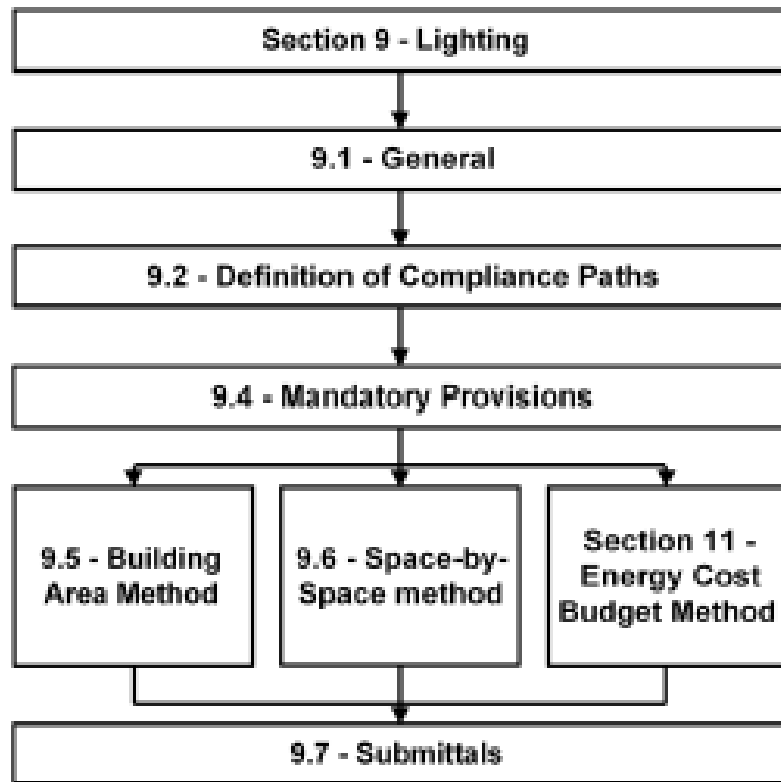 Section 9 - Lighting
9.1 - General
9.2 - Definition of Compliance Paths
9.4 - Mandatory Provisions
9.5 - Building
Area Method
9.6 - Space-by-
Space method
Section 11 -
Energy Cost
Budget Method
9.7 - Submittals